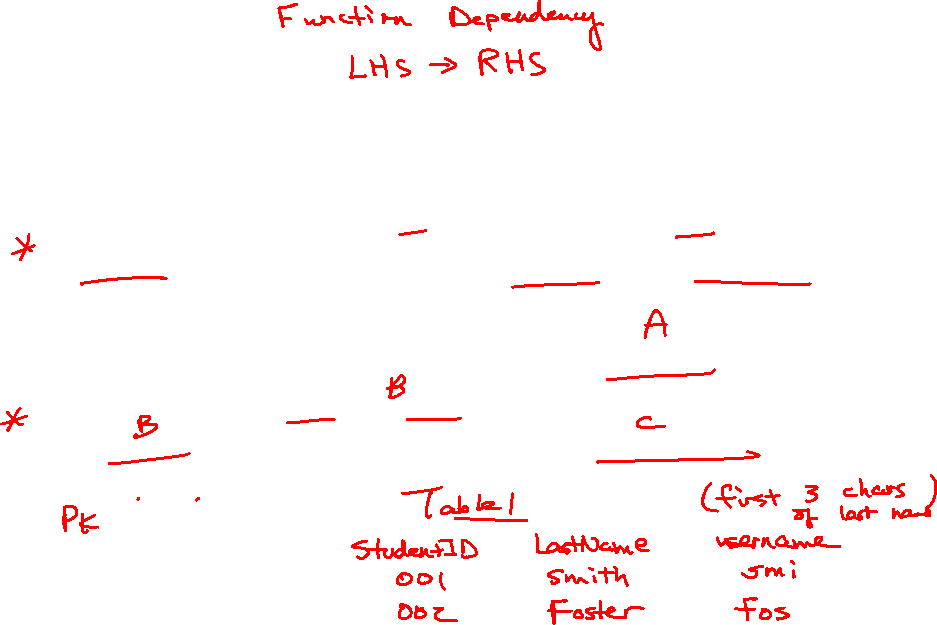 Function Dependency
LHS → RHS
*
A
B
* B C
PK
Table1 (first 3 chars of last name)
StudentID LastName username
001 smith smi
002 Foster fos